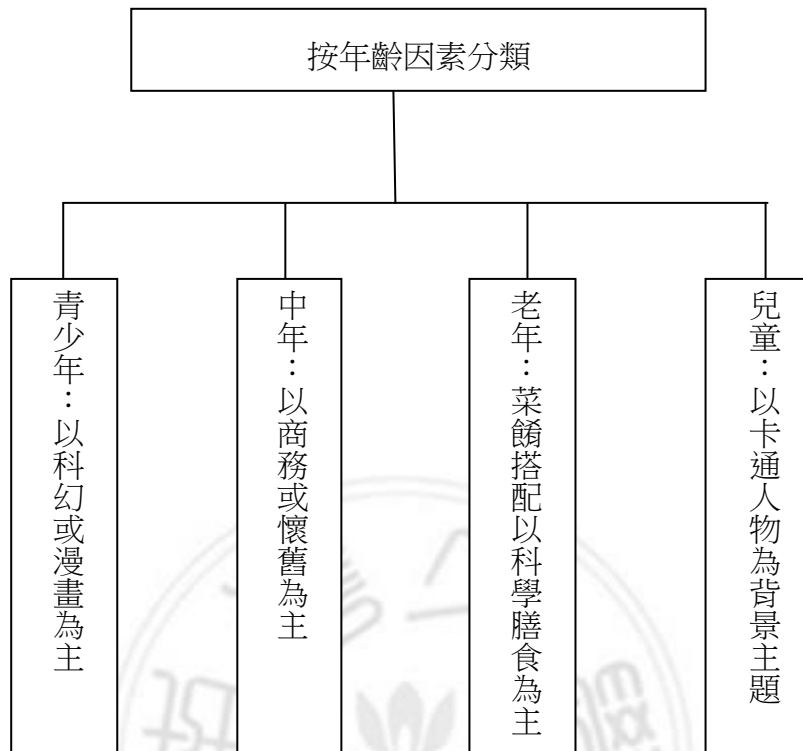 按年齡因素分類
青少年：以科幻或漫畫為主
中年：以商務或懷舊為主
老年：菜餚搭配以科學膳食為主
兒童：以卡通人物為背景主題